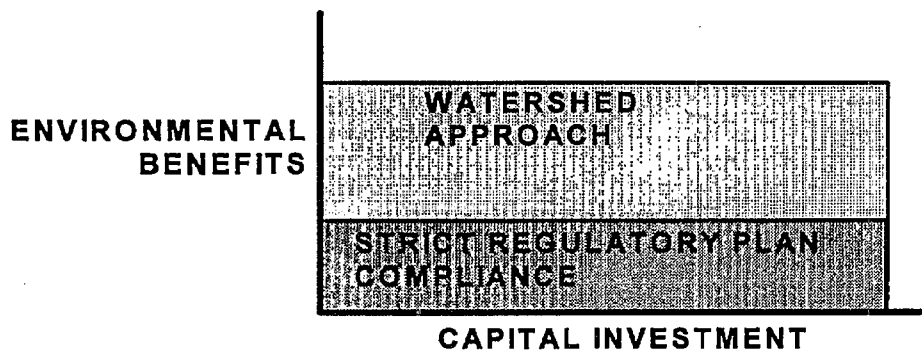 WATERSHED
APPROACH
ENVIRONMENTAL
BENEFITS
STRICT REGULATORY PLAN
COMPLIANCE
CAPITAL INVESTMENT